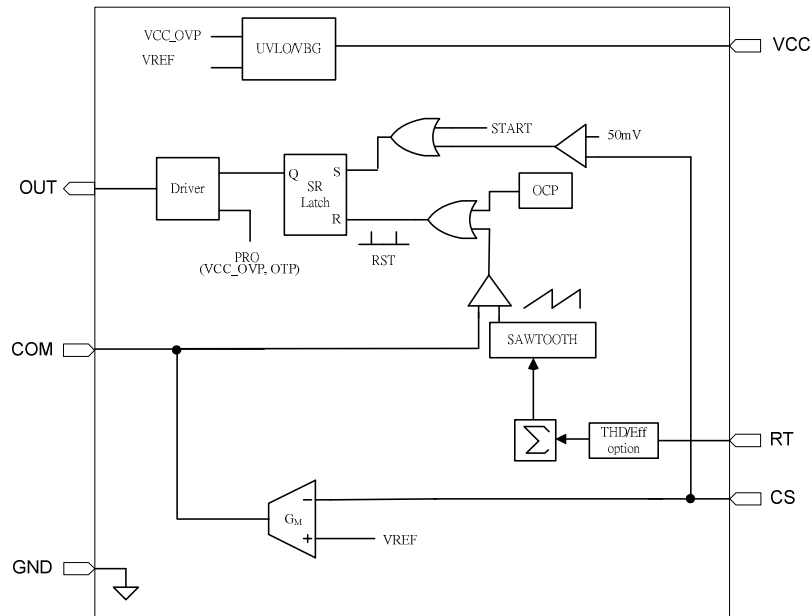 VCC_OVP
VREF
UVLO/VBG
VCC
START
50mV
OUT
Driver
Q
SR
Latch
S
R
OCP
PRO
(VCC_OVP, OTP)
RST
COM
SAWTOOTH
Σ
THD/Eff
option
RT
CS
GM
−
+
VREF
GND